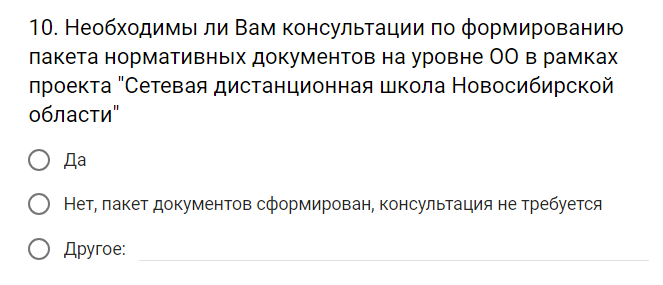 10. Необходимы ли Вам консультации по формированию
пакета нормативных документов на уровне ОО в рамках
проекта "Сетевая дистанционная школа Новосибирской
области"
Да
Нет, пакет документов сформирован, консультация не требуется
Другое: